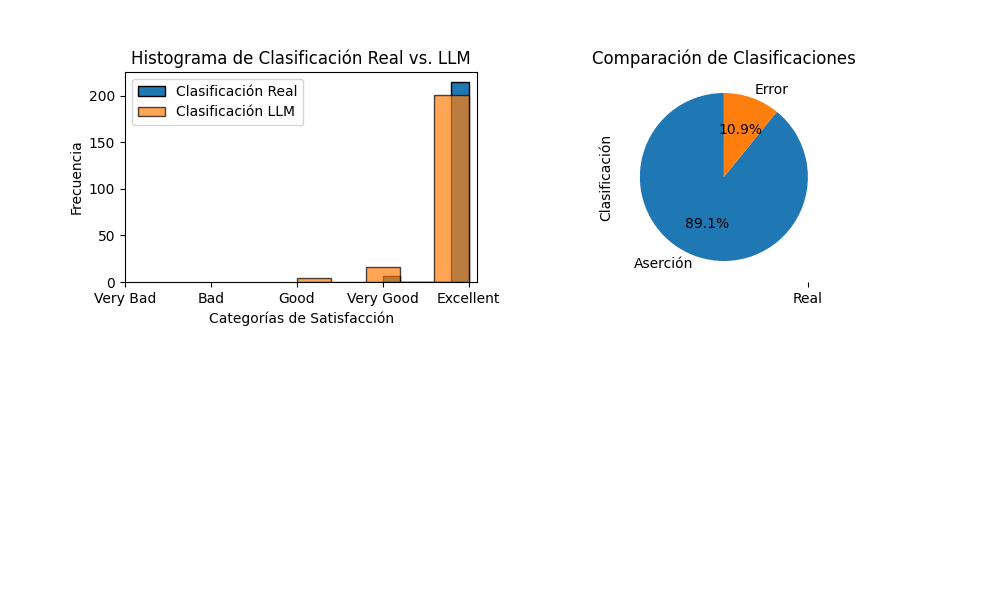 Histograma de Clasificación Real vs. LLM
Clasificación Real
Clasificación LLM
200
150
100
50
0
Frecuencia
Very Bad
Bad
Good
Very Good
Excellent
Categorías de Satisfacción
Comparación de Clasificaciones
Error
10.9%
89.1%
Aserción
Clasificación
Real